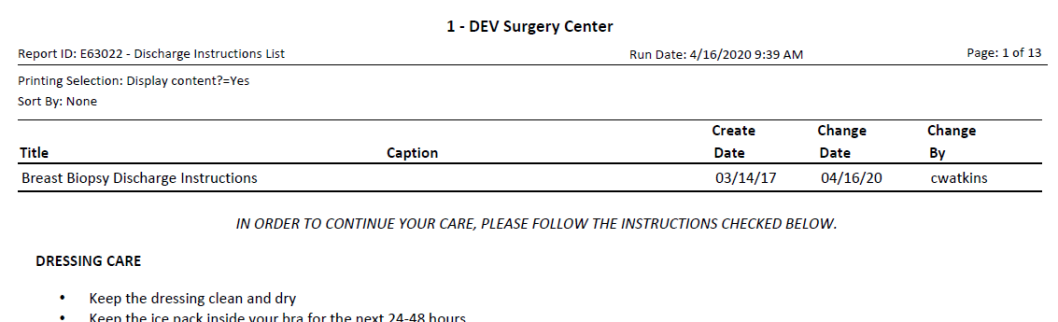 1 - DEV Surgery Center
Report ID: E63022 - Discharge Instructions List Run Date: 4/16/2020 9:39 AM Page: 1 of 13
Printing Selection: Display content?=Yes
Sort By: None
Create Change Change
Title Caption Date Date By
Breast Biopsy Discharge Instructions 03/14/17 04/16/20 cwatkins
IN ORDER TO CONTINUE YOUR CARE, PLEASE FOLLOW THE INSTRUCTIONS CHECKED BELOW.
DRESSING CARE
• Keep the dressing clean and dry
• Keep the ice pack inside your bra for the next 24-48 hours